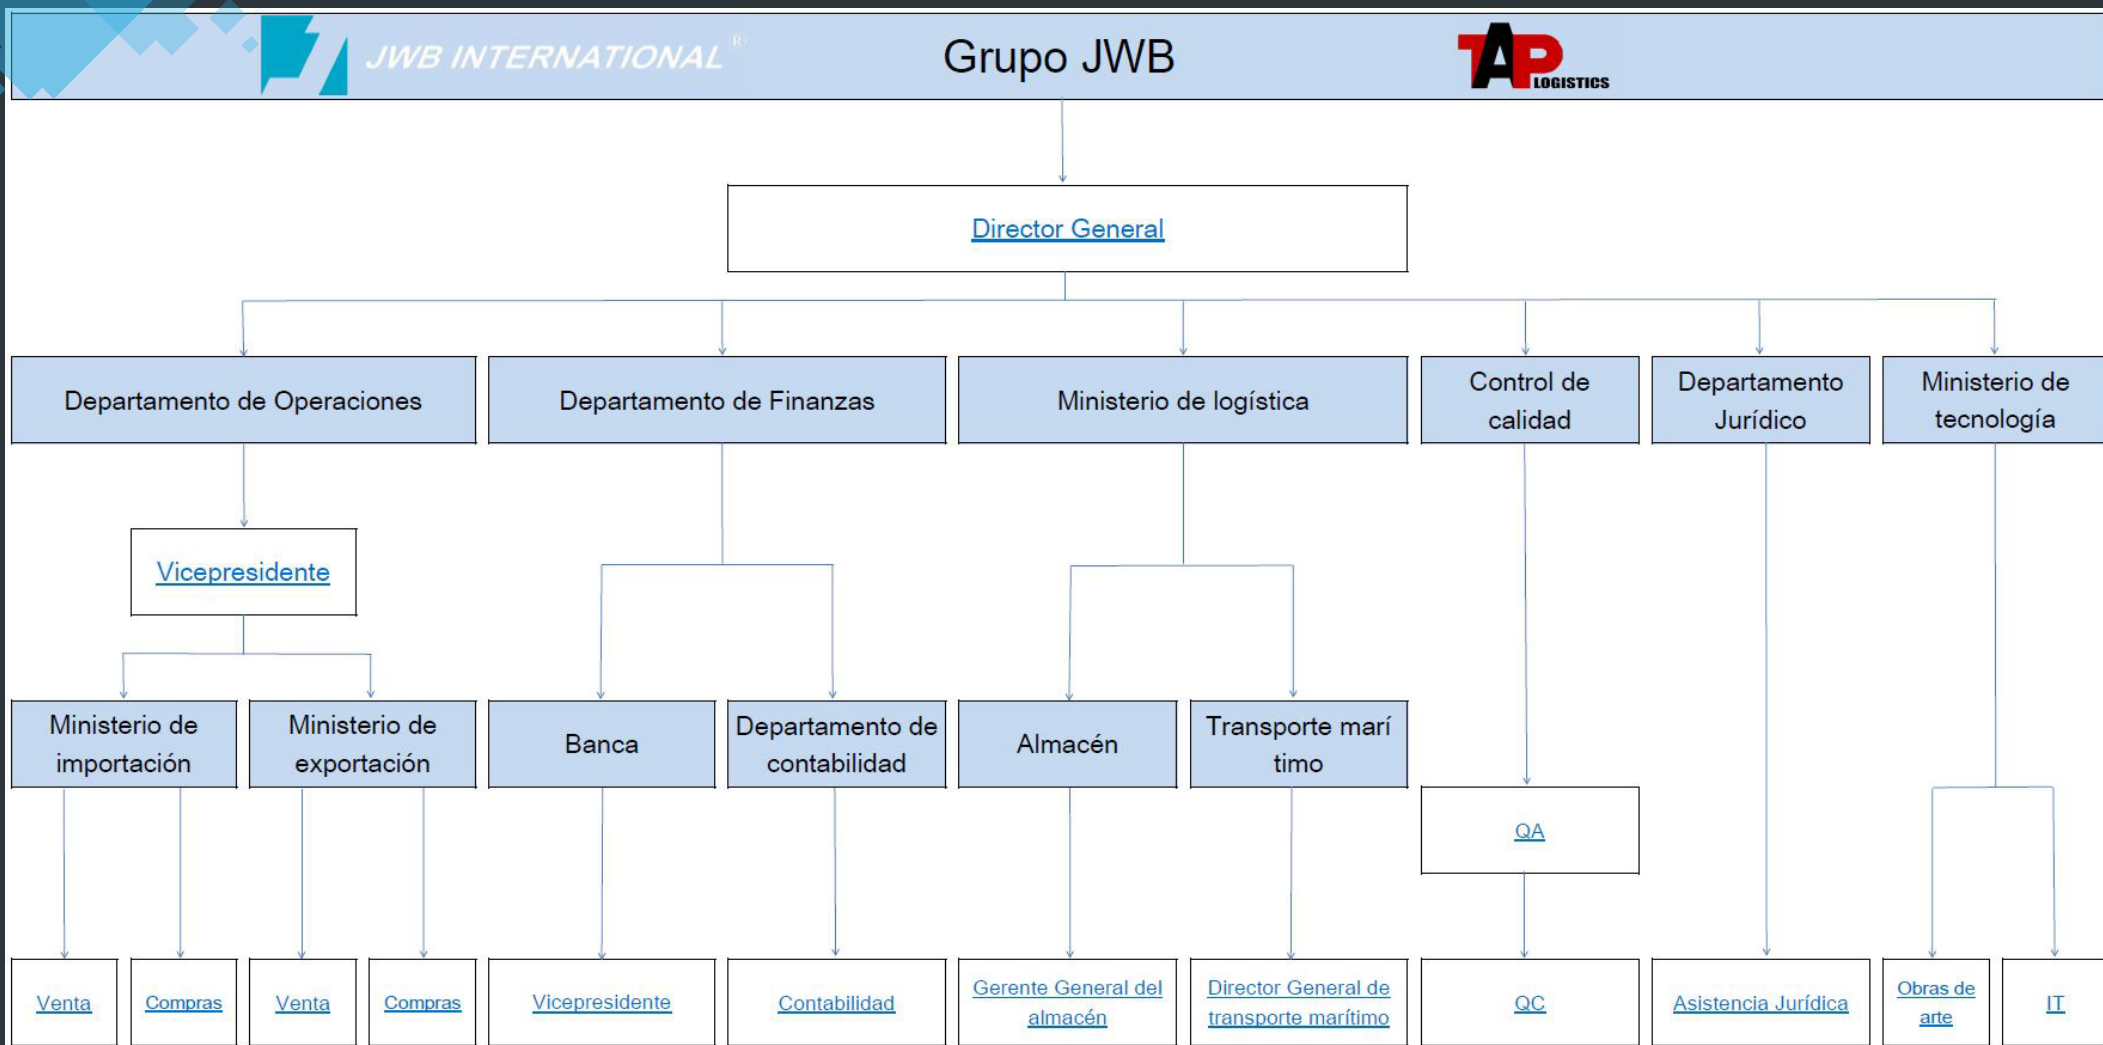 JWB INTERNATIONAL ®
Grupo JWB
TAP
LOGISTICS
Director General
Departamento de Operaciones
Departamento de Finanzas
Ministerio de logística
Control de
calidad
Departamento
Jurídico
Ministerio de
tecnología
Vicepresidente
Ministerio de
importación
Ministerio de
exportación
Banca
Departamento de
contabilidad
Almacén
Transporte marí
timo
QA
Venta
Compras
Venta
Compras
Vicepresidente
Contabilidad
Gerente General del
almacén
Director General de
transporte marítimo
QC
Asistencia Jurídica
Obras de
arte
IT